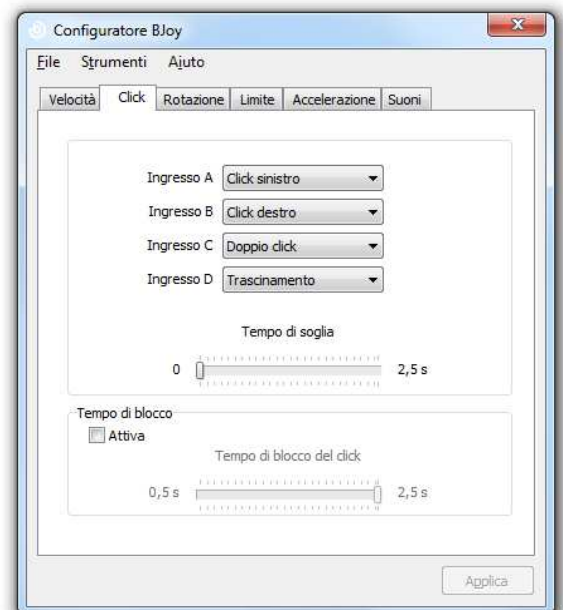 Configuratore BJoy
File Strumenti Aiuto
Velocità Click Rotazione Limite Accelerazione Suoni
Ingresso A Click sinistro
Ingresso B Click destro
Ingresso C Doppio click
Ingresso D Trascinamento
Tempo di soglia
0 2,5 s
Tempo di blocco
Attiva
Tempo di blocco del click
0,5 s 2,5 s
Applica